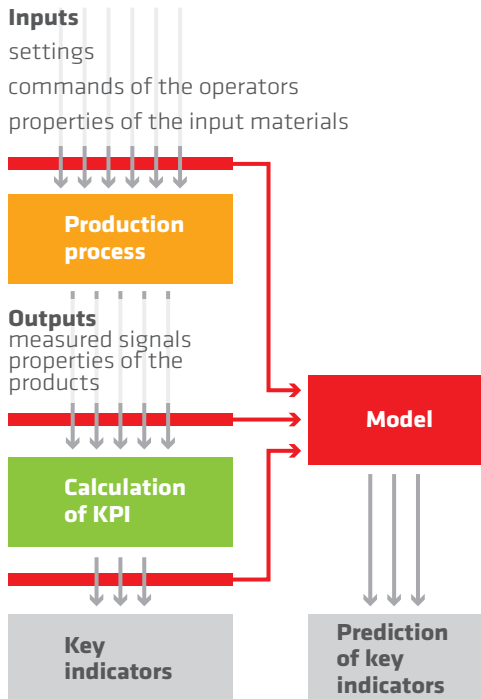 Inputs
settings
commands of the operators
properties of the input materials
Production
process
Outputs
measured signals
properties of the
products
Model
Calculation
of KPI
Key
indicators
Prediction
of key
indicators